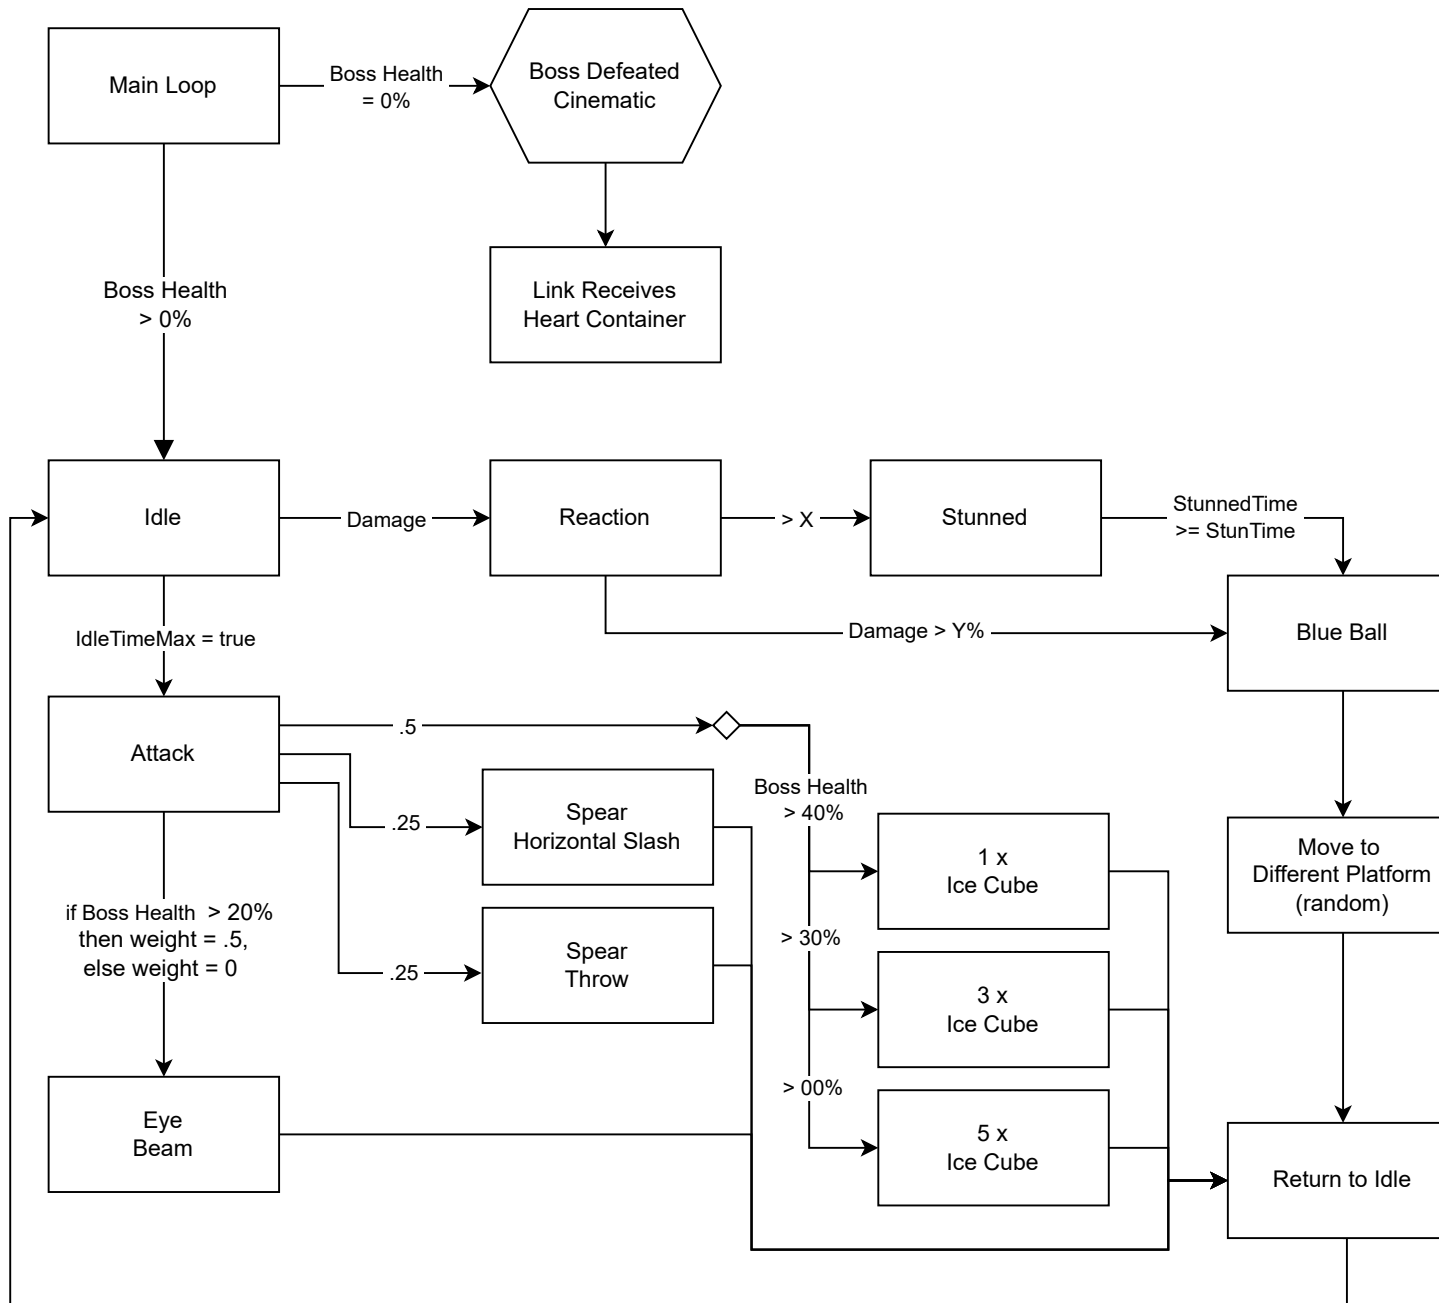 Main Loop
Boss Health
= 0%
Boss Defeated
Cinematic
Boss Health
> 0%
Link Receives
Heart Container
Idle
Damage
Reaction
> X
Stunned
StunnedTime
>= StunTime
IdleTimeMax = true
Damage > Y%
Blue Ball
Attack
.5
.25
Spear
Horizontal Slash
Boss Health
> 40%
1 x
Ice Cube
Move to
Different Platform
(random)
if Boss Health > 20%
then weight = .5,
else weight = 0
.25
Spear
Throw
> 30%
3 x
Ice Cube
> 00%
Eye
Beam
5 x
Ice Cube
Return to Idle